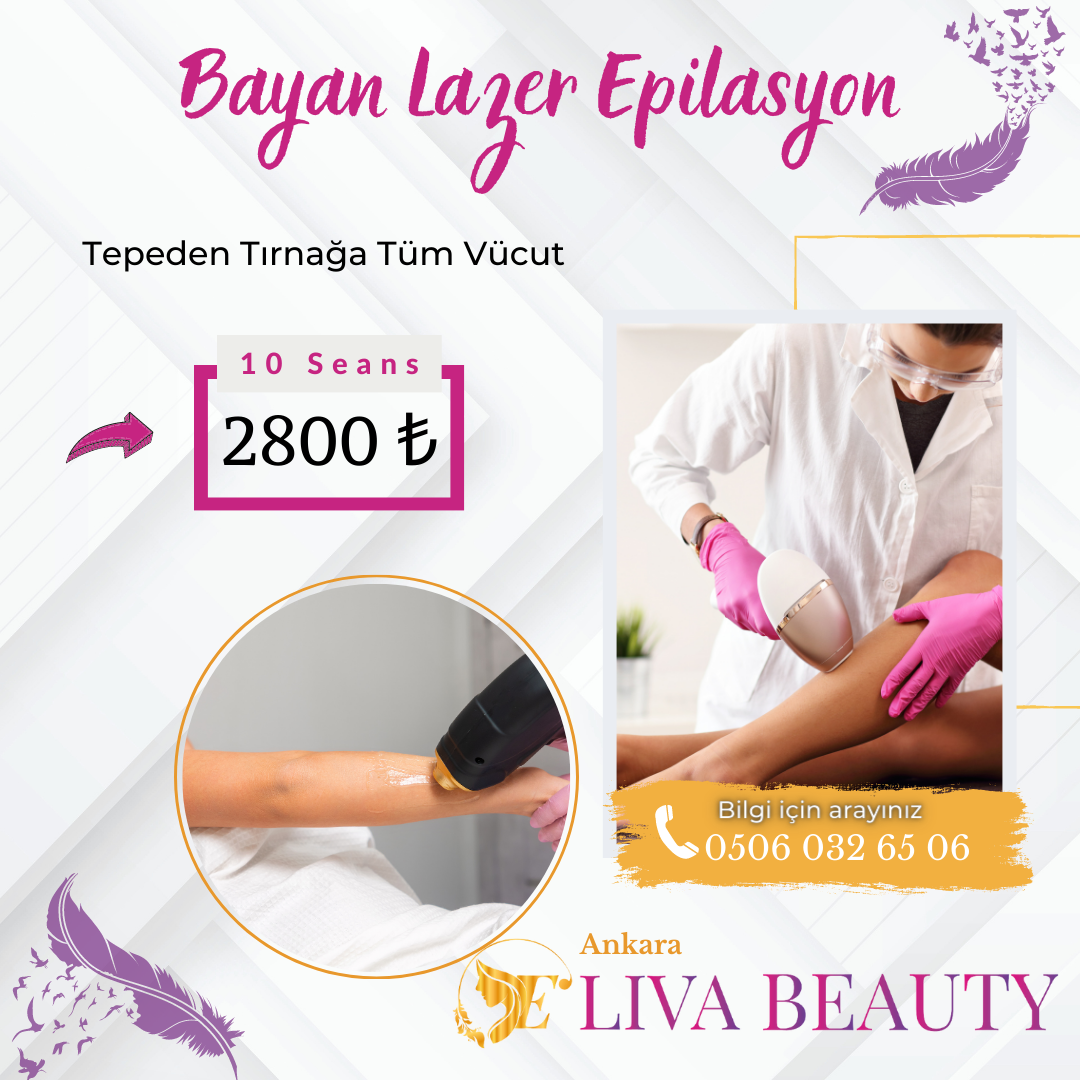 Bayan Lazer Epilasyon
Tepeden Tırnağa Tüm Vücut
10 Seans
2800 ₺
Bilgi için arayınız
0506 032 65 06
Ankara
E LIVA BEAUTY